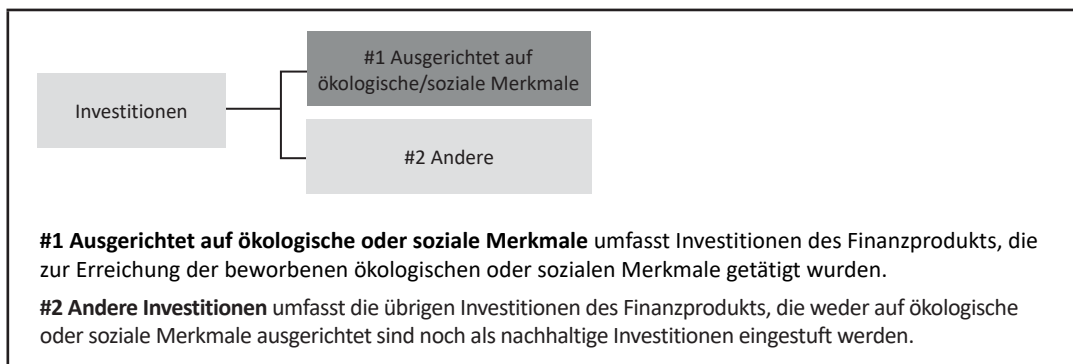 #1 Ausgerichtet auf
ökologische/soziale Merkmale
Investitionen
#2 Andere
#1 Ausgerichtet auf ökologische oder soziale Merkmale umfasst Investitionen des Finanzprodukts, die
zur Erreichung der beworbenen ökologischen oder sozialen Merkmale getätigt wurden.
#2 Andere Investitionen umfasst die übrigen Investitionen des Finanzprodukts, die weder auf ökologische
oder soziale Merkmale ausgerichtet sind noch als nachhaltige Investitionen eingestuft werden.